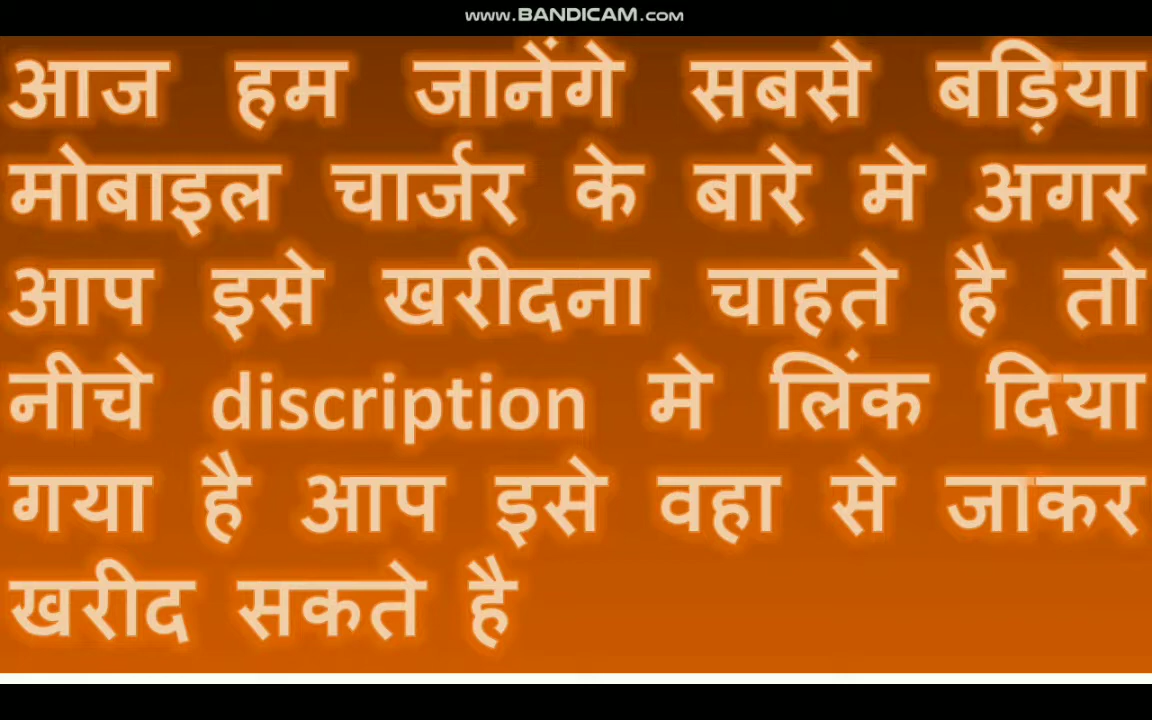 www.BANDICAM.com
आज हम जानेंगे सबसे बड़िया
मोबाइल चार्जर के बारे मे अगर
आप इसे खरीदना चाहते है तो
नीचे discription मे लिंक दिया
गया है आप इसे वहा से जाकर
खरीद सकते है